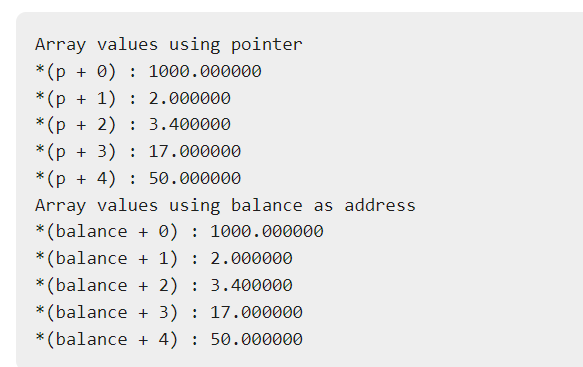 Array values using pointer
*(p + 0) : 1000.000000
*(p + 1) : 2.000000
*(p + 2) : 3.400000
*(p + 3) : 17.000000
*(p + 4) : 50.000000
Array values using balance as address
*(balance + 0) : 1000.000000
*(balance + 1) : 2.000000
*(balance + 2) : 3.400000
*(balance + 3) : 17.000000
*(balance + 4) : 50.000000